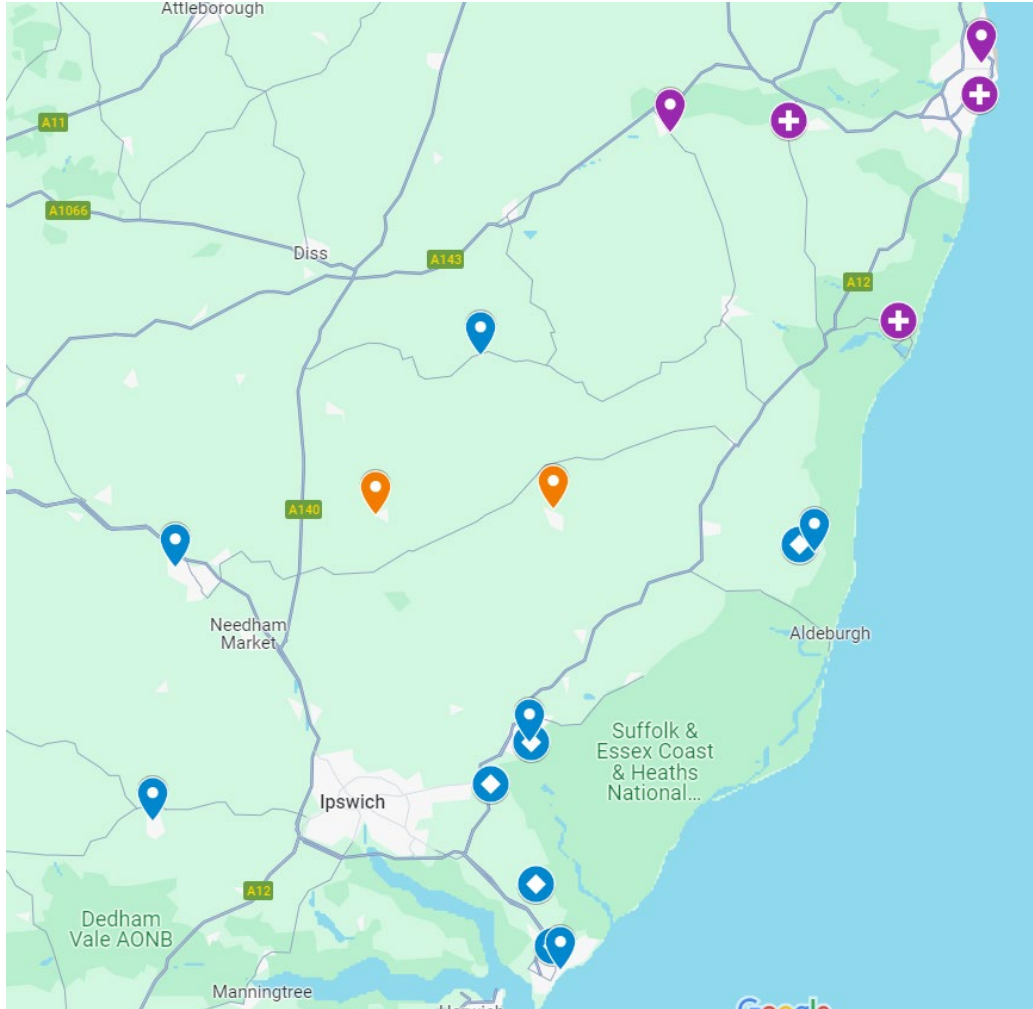 Attleborough
A11
A1066
Diss
A143
A12
A140
Needham
Market
Aldeburgh
Suffolk &
Essex Coast
& Heaths
National...
Ipswich
A12
Dedham
Vale AONB
Manningtree
Harwich
Google